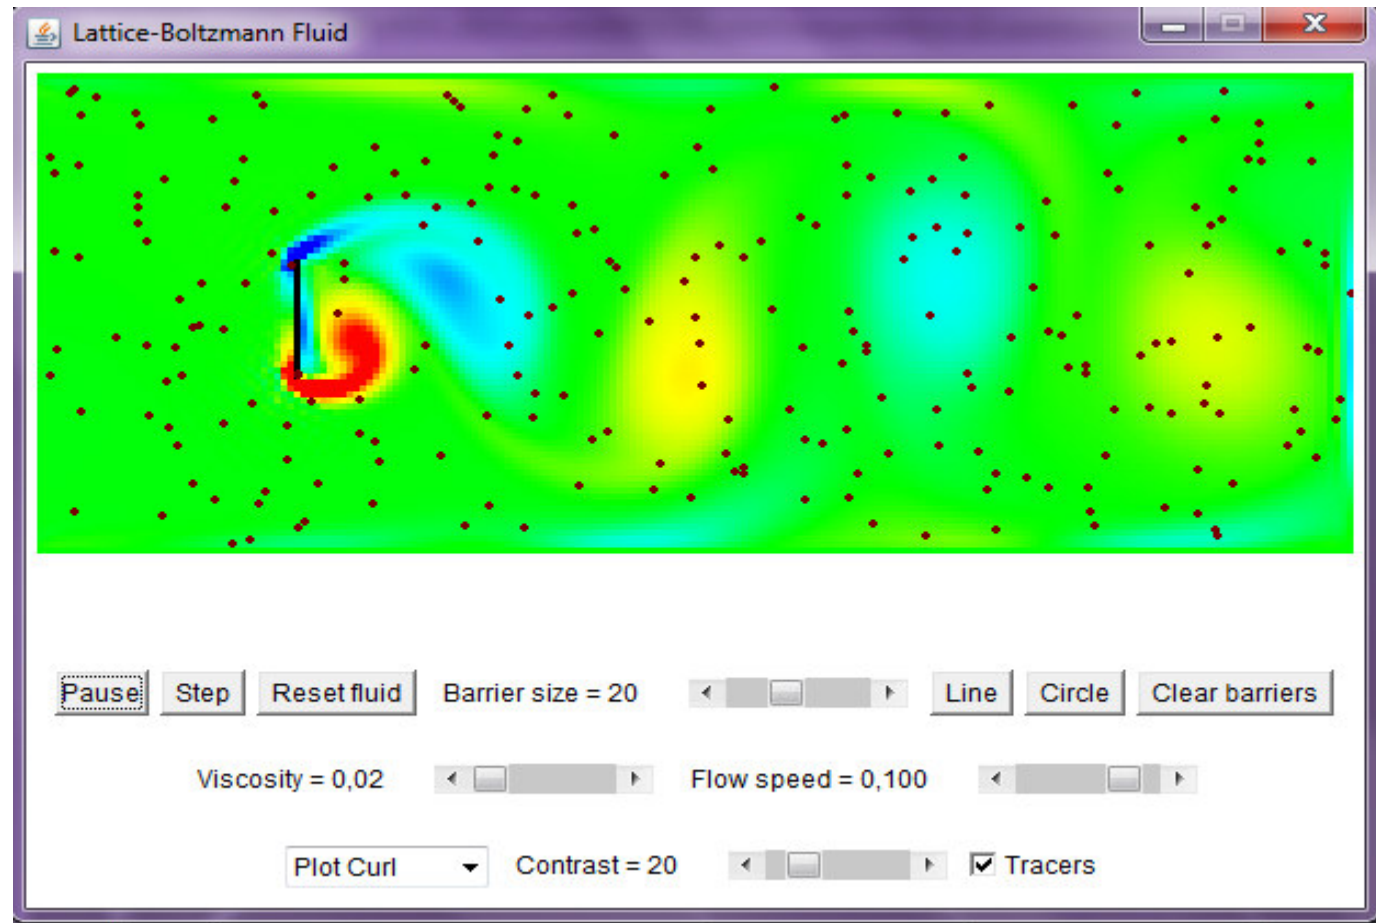 Lattice-Boltzmann Fluid
Pause Step Reset fluid Barrier size = 20 Line Circle Clear barriers
Viscosity = 0,02 Flow speed = 0,100
Plot Curl Contrast = 20 Tracers